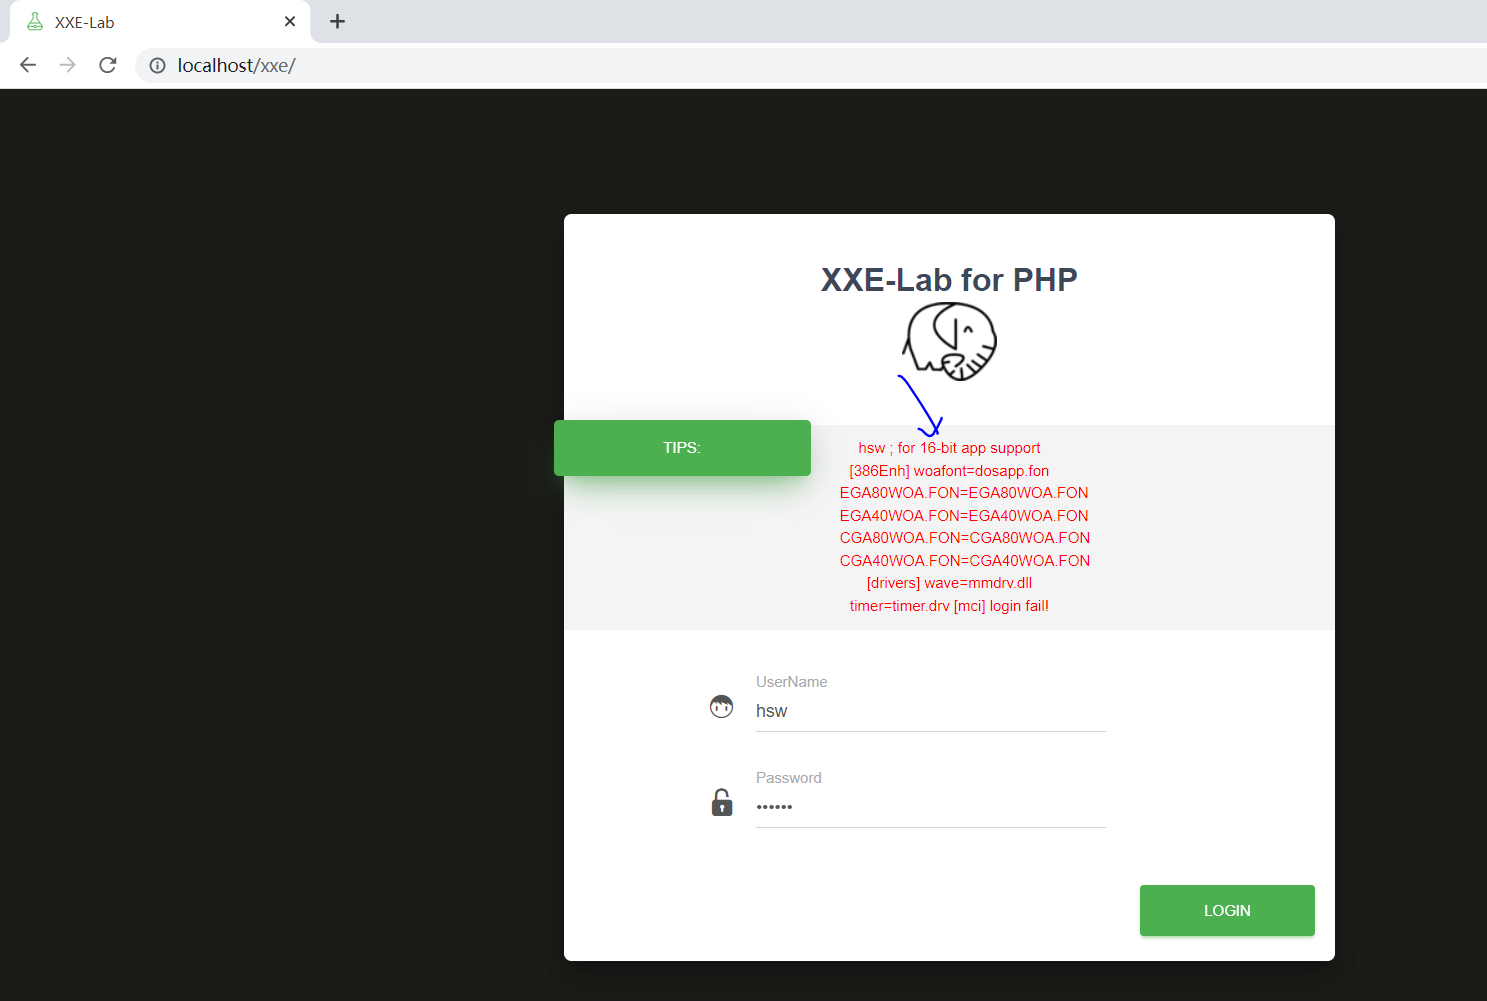 XXE-Lab
localhost/xxe/
XXE-Lab for PHP
TIPS:
hsw ; for 16-bit app support
[386Enh] woafont=dosapp.fon
EGA80WOA.FON=EGA80WOA.FON
EGA40WOA.FON=EGA40WOA.FON
CGA80WOA.FON=CGA80WOA.FON
CGA40WOA.FON=CGA40WOA.FON
[drivers] wave=mmdrv.dll
timer=timer.drv [mci] login fail!
UserName
hsw
Password
••••••
LOGIN